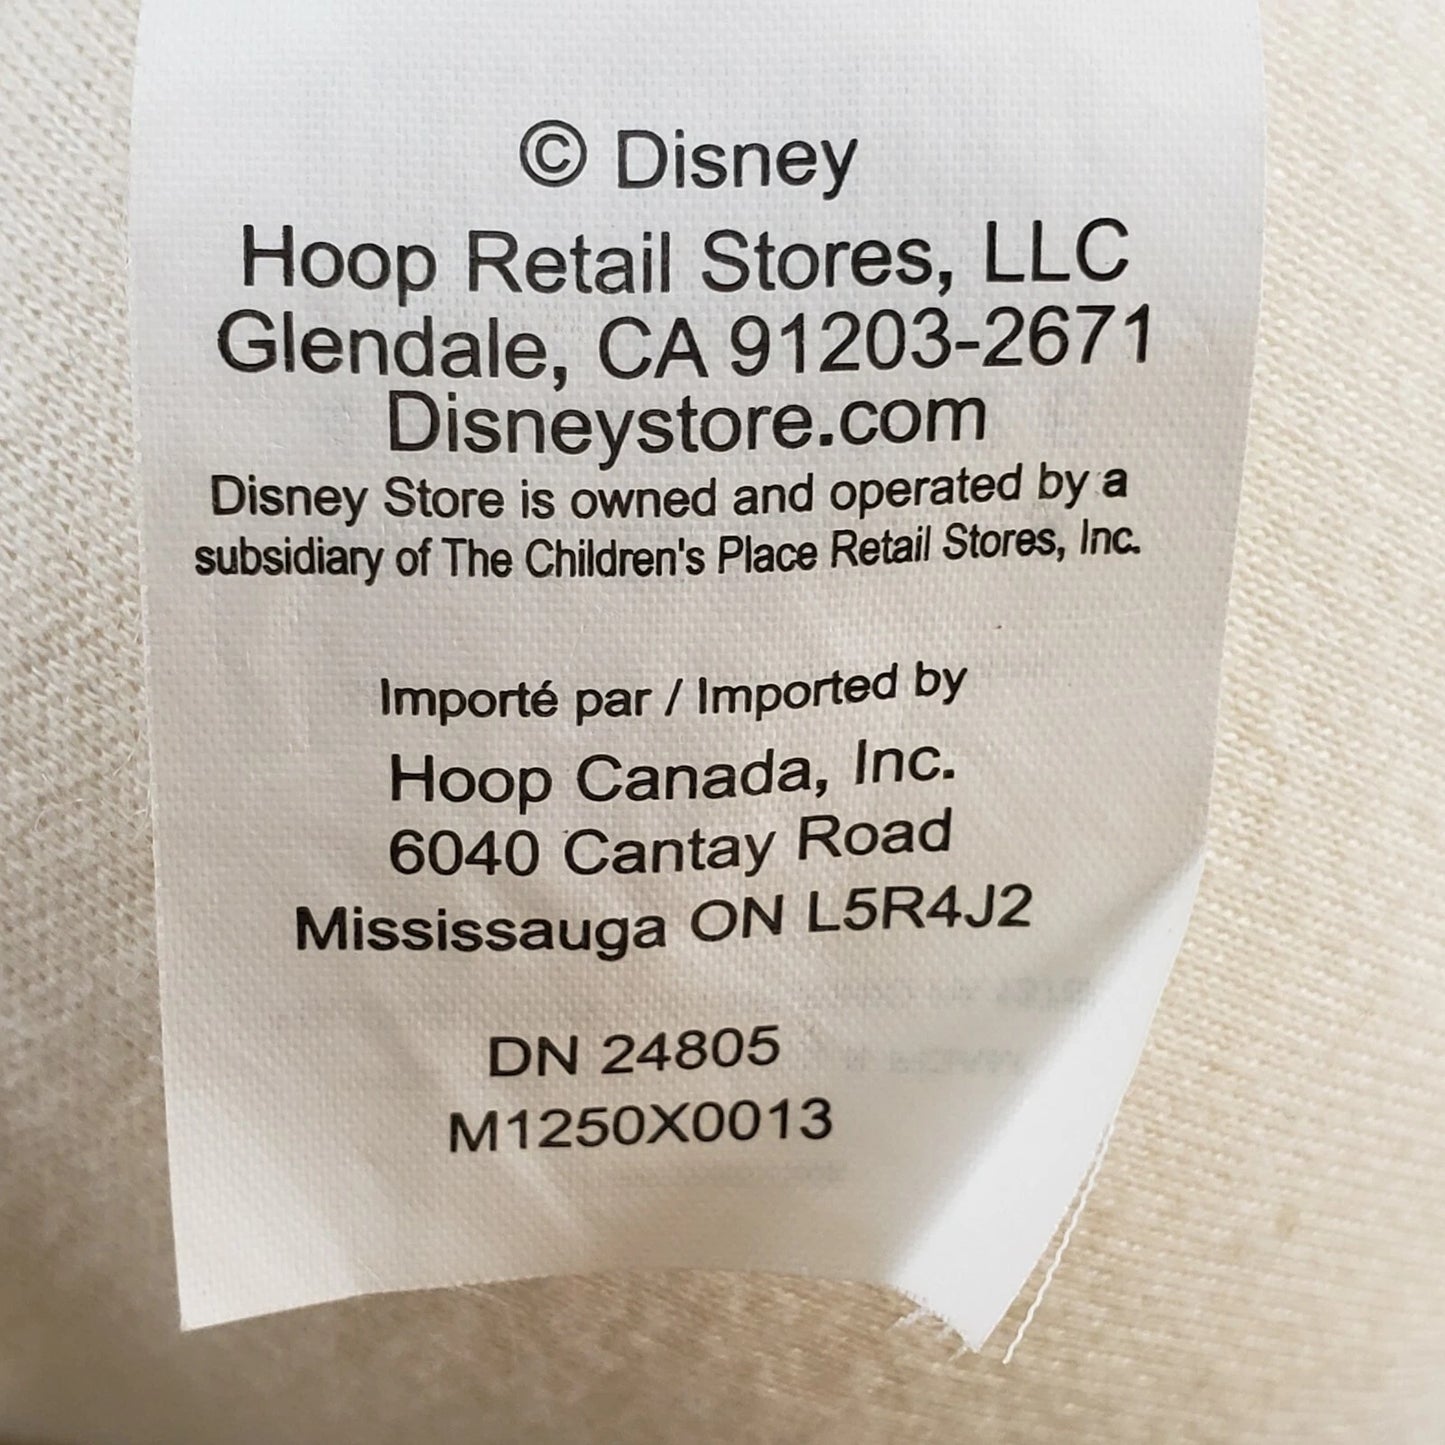 © Disney
Hoop Retail Stores, LLC
Glendale, CA 91203-2671
Disneystore.com
Disney Store is owned and operated by a
subsidiary of The Children's Place Retail Stores, Inc.
Importé par / Imported by
Hoop Canada, Inc.
6040 Cantay Road
Mississauga ON L5R4J2
DN 24805
M1250X0013